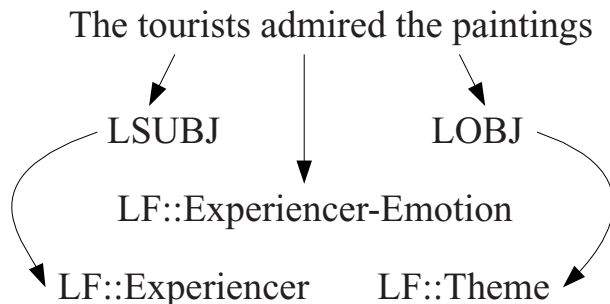 The tourists admired the paintings
LSUBJ LOBJ
LF::Experiencer-Emotion
LF::Experiencer LF::Theme